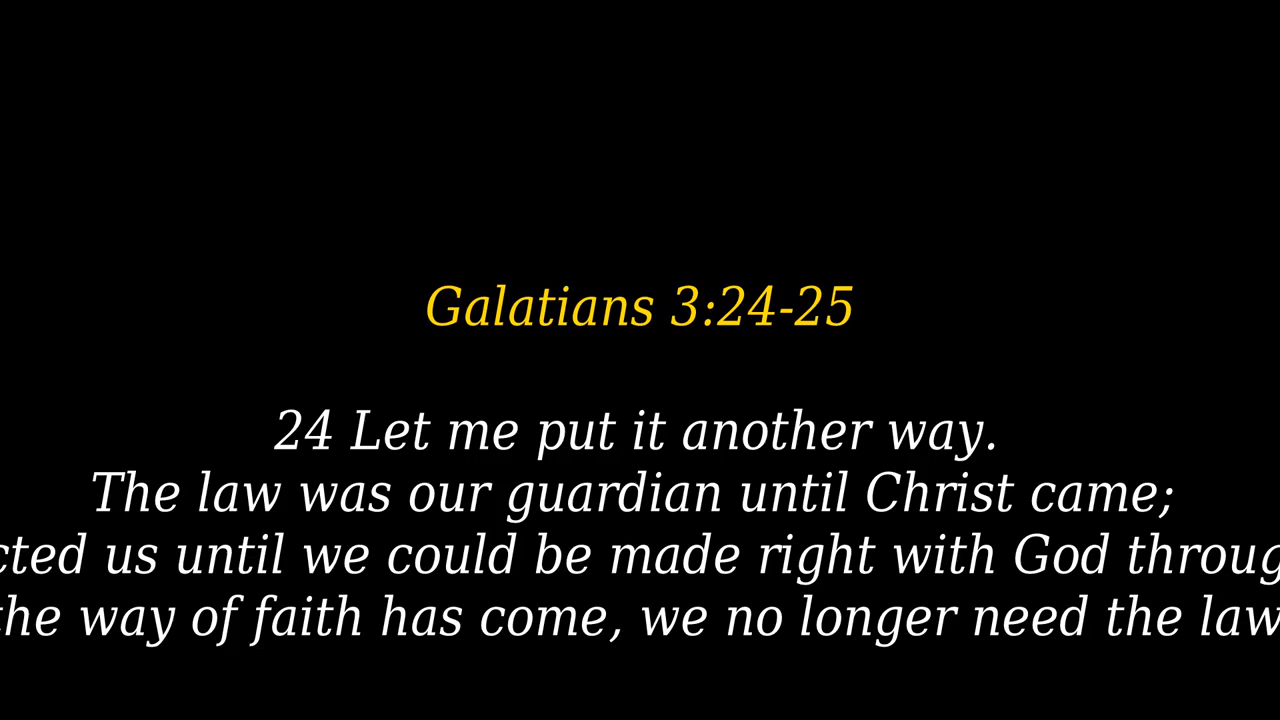 Galatians 3:24-25
24 Let me put it another way.
The law was our guardian until Christ came;
cted us until we could be made right with God throug
the way of faith has come, we no longer need the law